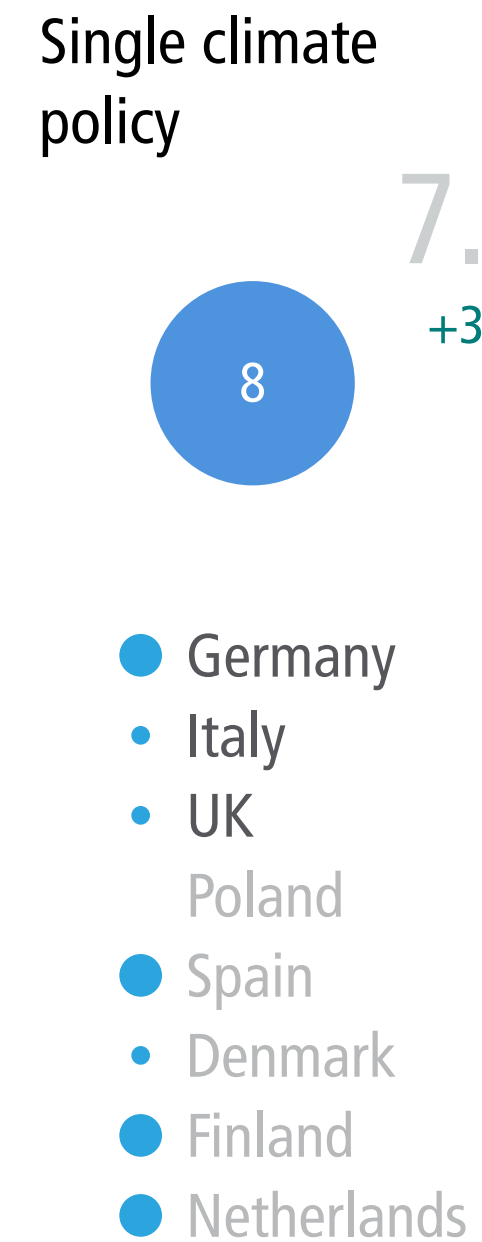 Single climate
policy
7.
+3
8
Germany
Italy
UK
Poland
Spain
Denmark
Finland
Netherlands